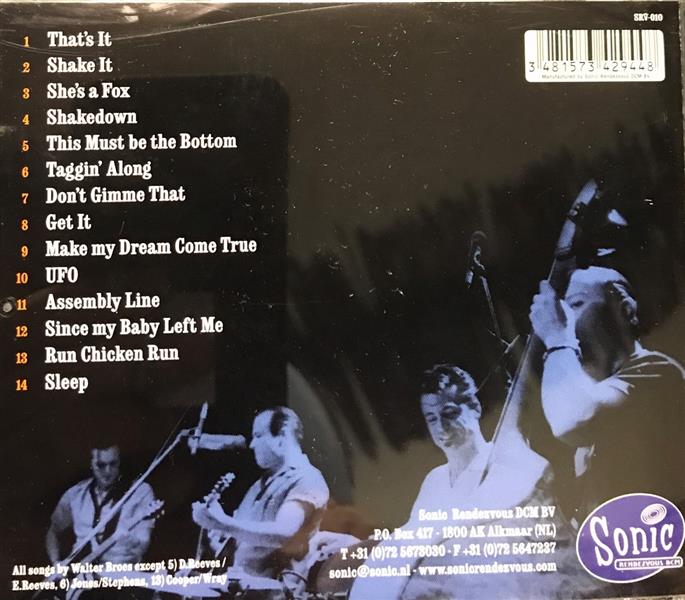 SRV-010
1 That's It
2 Shake It
3 She's a Fox
4 Shakedown
5 This Must be the Bottom
6 Taggin' Along
7 Don't Gimme That
8 Get It
9 Make my Dream Come True
10 UFO
11 Assembly Line
12 Since my Baby Left Me
13 Run Chicken Run
14 Sleep
3 481573 429448
Manufactured by Sonic Rendezvous DCM BV
Sonic Rendezvous DCM BV
P.O. Box 417 - 1800 AK Alkmaar (NL)
T +31 (0)72 5673030 - F +31 (0)72 5647237
sonic@sonic.nl - www.sonicrendezvous.com
All songs by Walter Broes except 5) D.Reeves/
E.Reeves, 6) Jones/Stephens, 13) Cooper/Wray
Sonic
RENDEZVOUS DCM